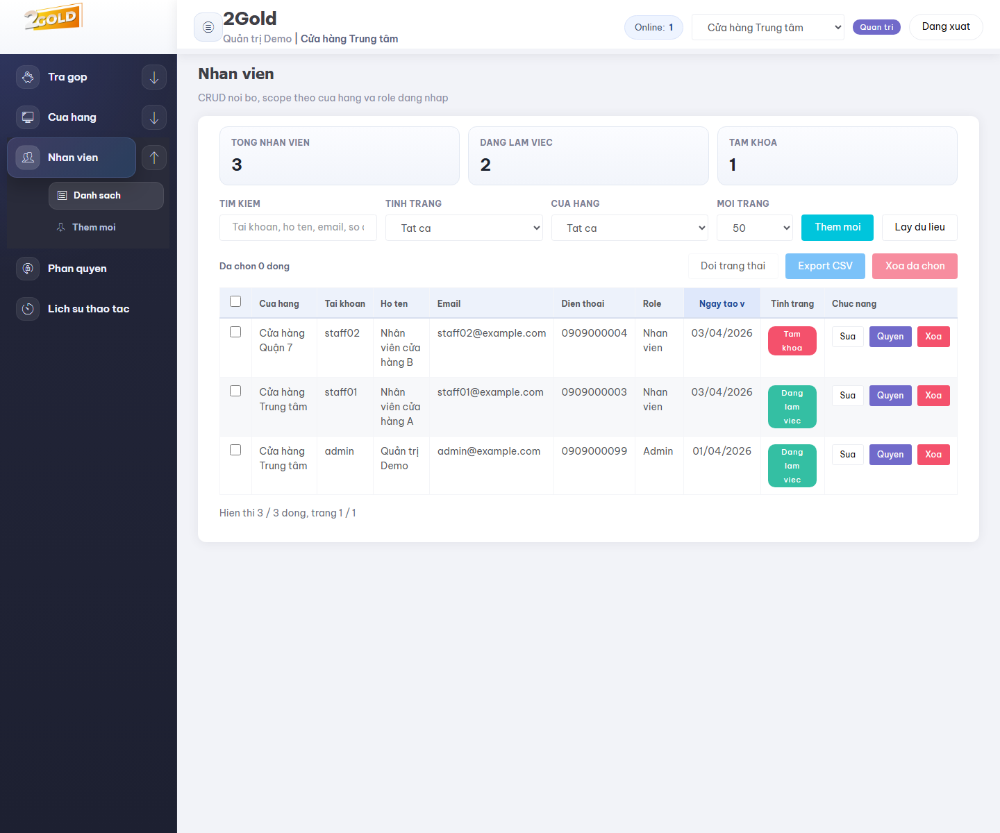 2GOLD
2Gold
Quản trị Demo | Cửa hàng Trung tâm
Online: 1
Cửa hàng Trung tâm
Quan tri
Dang xuat
Tra gop
Cua hang
Nhan vien
Danh sach
Them moi
Phan quyen
Lich su thao tac
Nhan vien
CRUD noi bo, scope theo cua hang va role dang nhap
TONG NHAN VIEN
3
DANG LAM VIEC
2
TAM KHOA
1
TIM KIEM
TINH TRANG
CUA HANG
MOI TRANG
Tai khoan, ho ten, email, so
Tat ca
Tat ca
50
Them moi
Lay du lieu
Da chon 0 dong
Doi trang thai
Export CSV
Xoa da chon
Cua hang Tai khoan Ho ten Email Dien thoai Role Ngay tao v Tinh trang Chuc nang
Cửa hàng staff02 Nhân staff02@example.com 0909000004 Nhan 03/04/2026 Tam Sua Quyen Xoa
Quận 7 viên cửa vien khoa
hàng B
Cửa hàng staff01 Nhân staff01@example.com 0909000003 Nhan 03/04/2026 Dang Sua Quyen Xoa
Trung tâm viên cửa vien lam
hàng A viec
Cửa hàng admin Quản trị admin@example.com 0909000099 Admin 01/04/2026 Dang Sua Quyen Xoa
Trung tâm Demo lam
viec
Hien thi 3 / 3 dong, trang 1 / 1